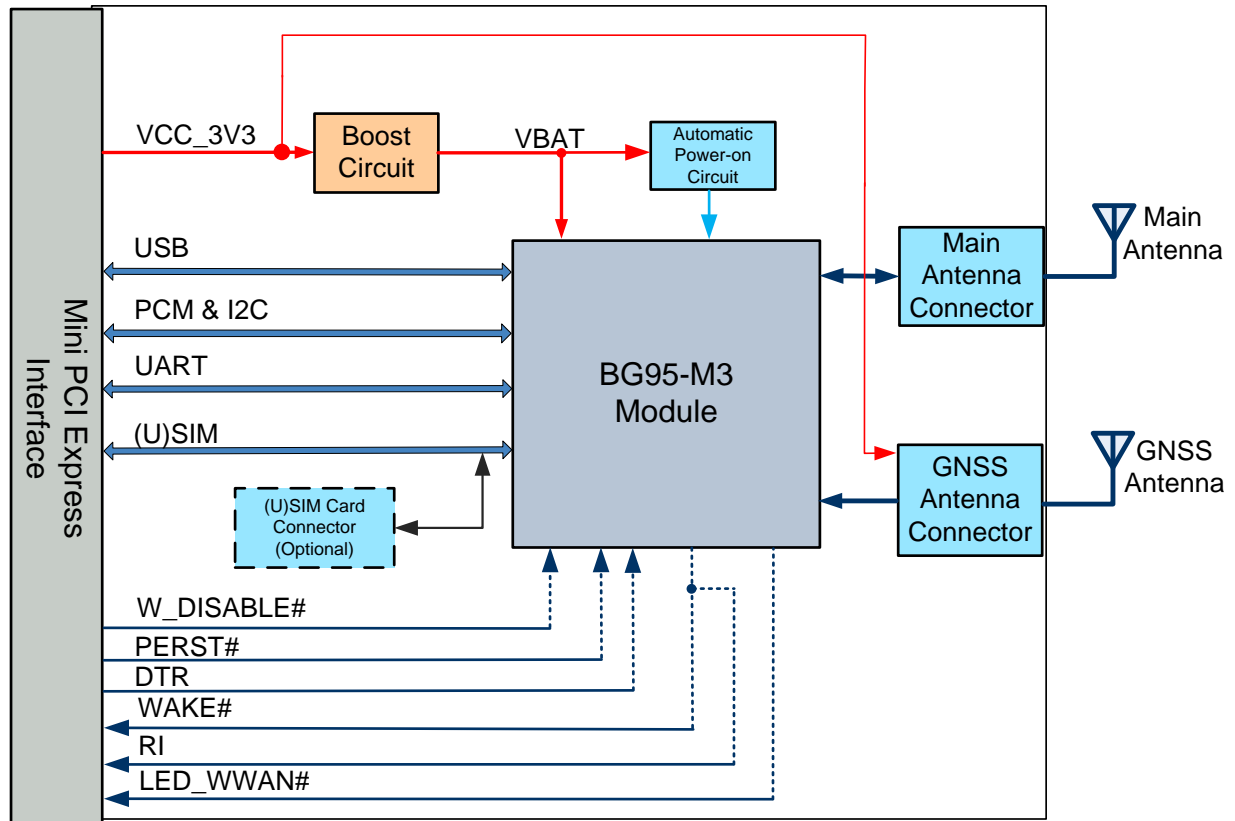 Mini PCI Express
Interface
VCC_3V3
Boost
Circuit
VBAT
Automatic
Power-on
Circuit
USB
PCM & I2C
UART
(U)SIM
(U)SIM Card
Connector
(Optional)
BG95-M3
Module
Main
Antenna
Connector
Main
Antenna
GNSS
Antenna
Connector
GNSS
Antenna
W_DISABLE#
PERST#
DTR
WAKE#
RI
LED_WWAN#